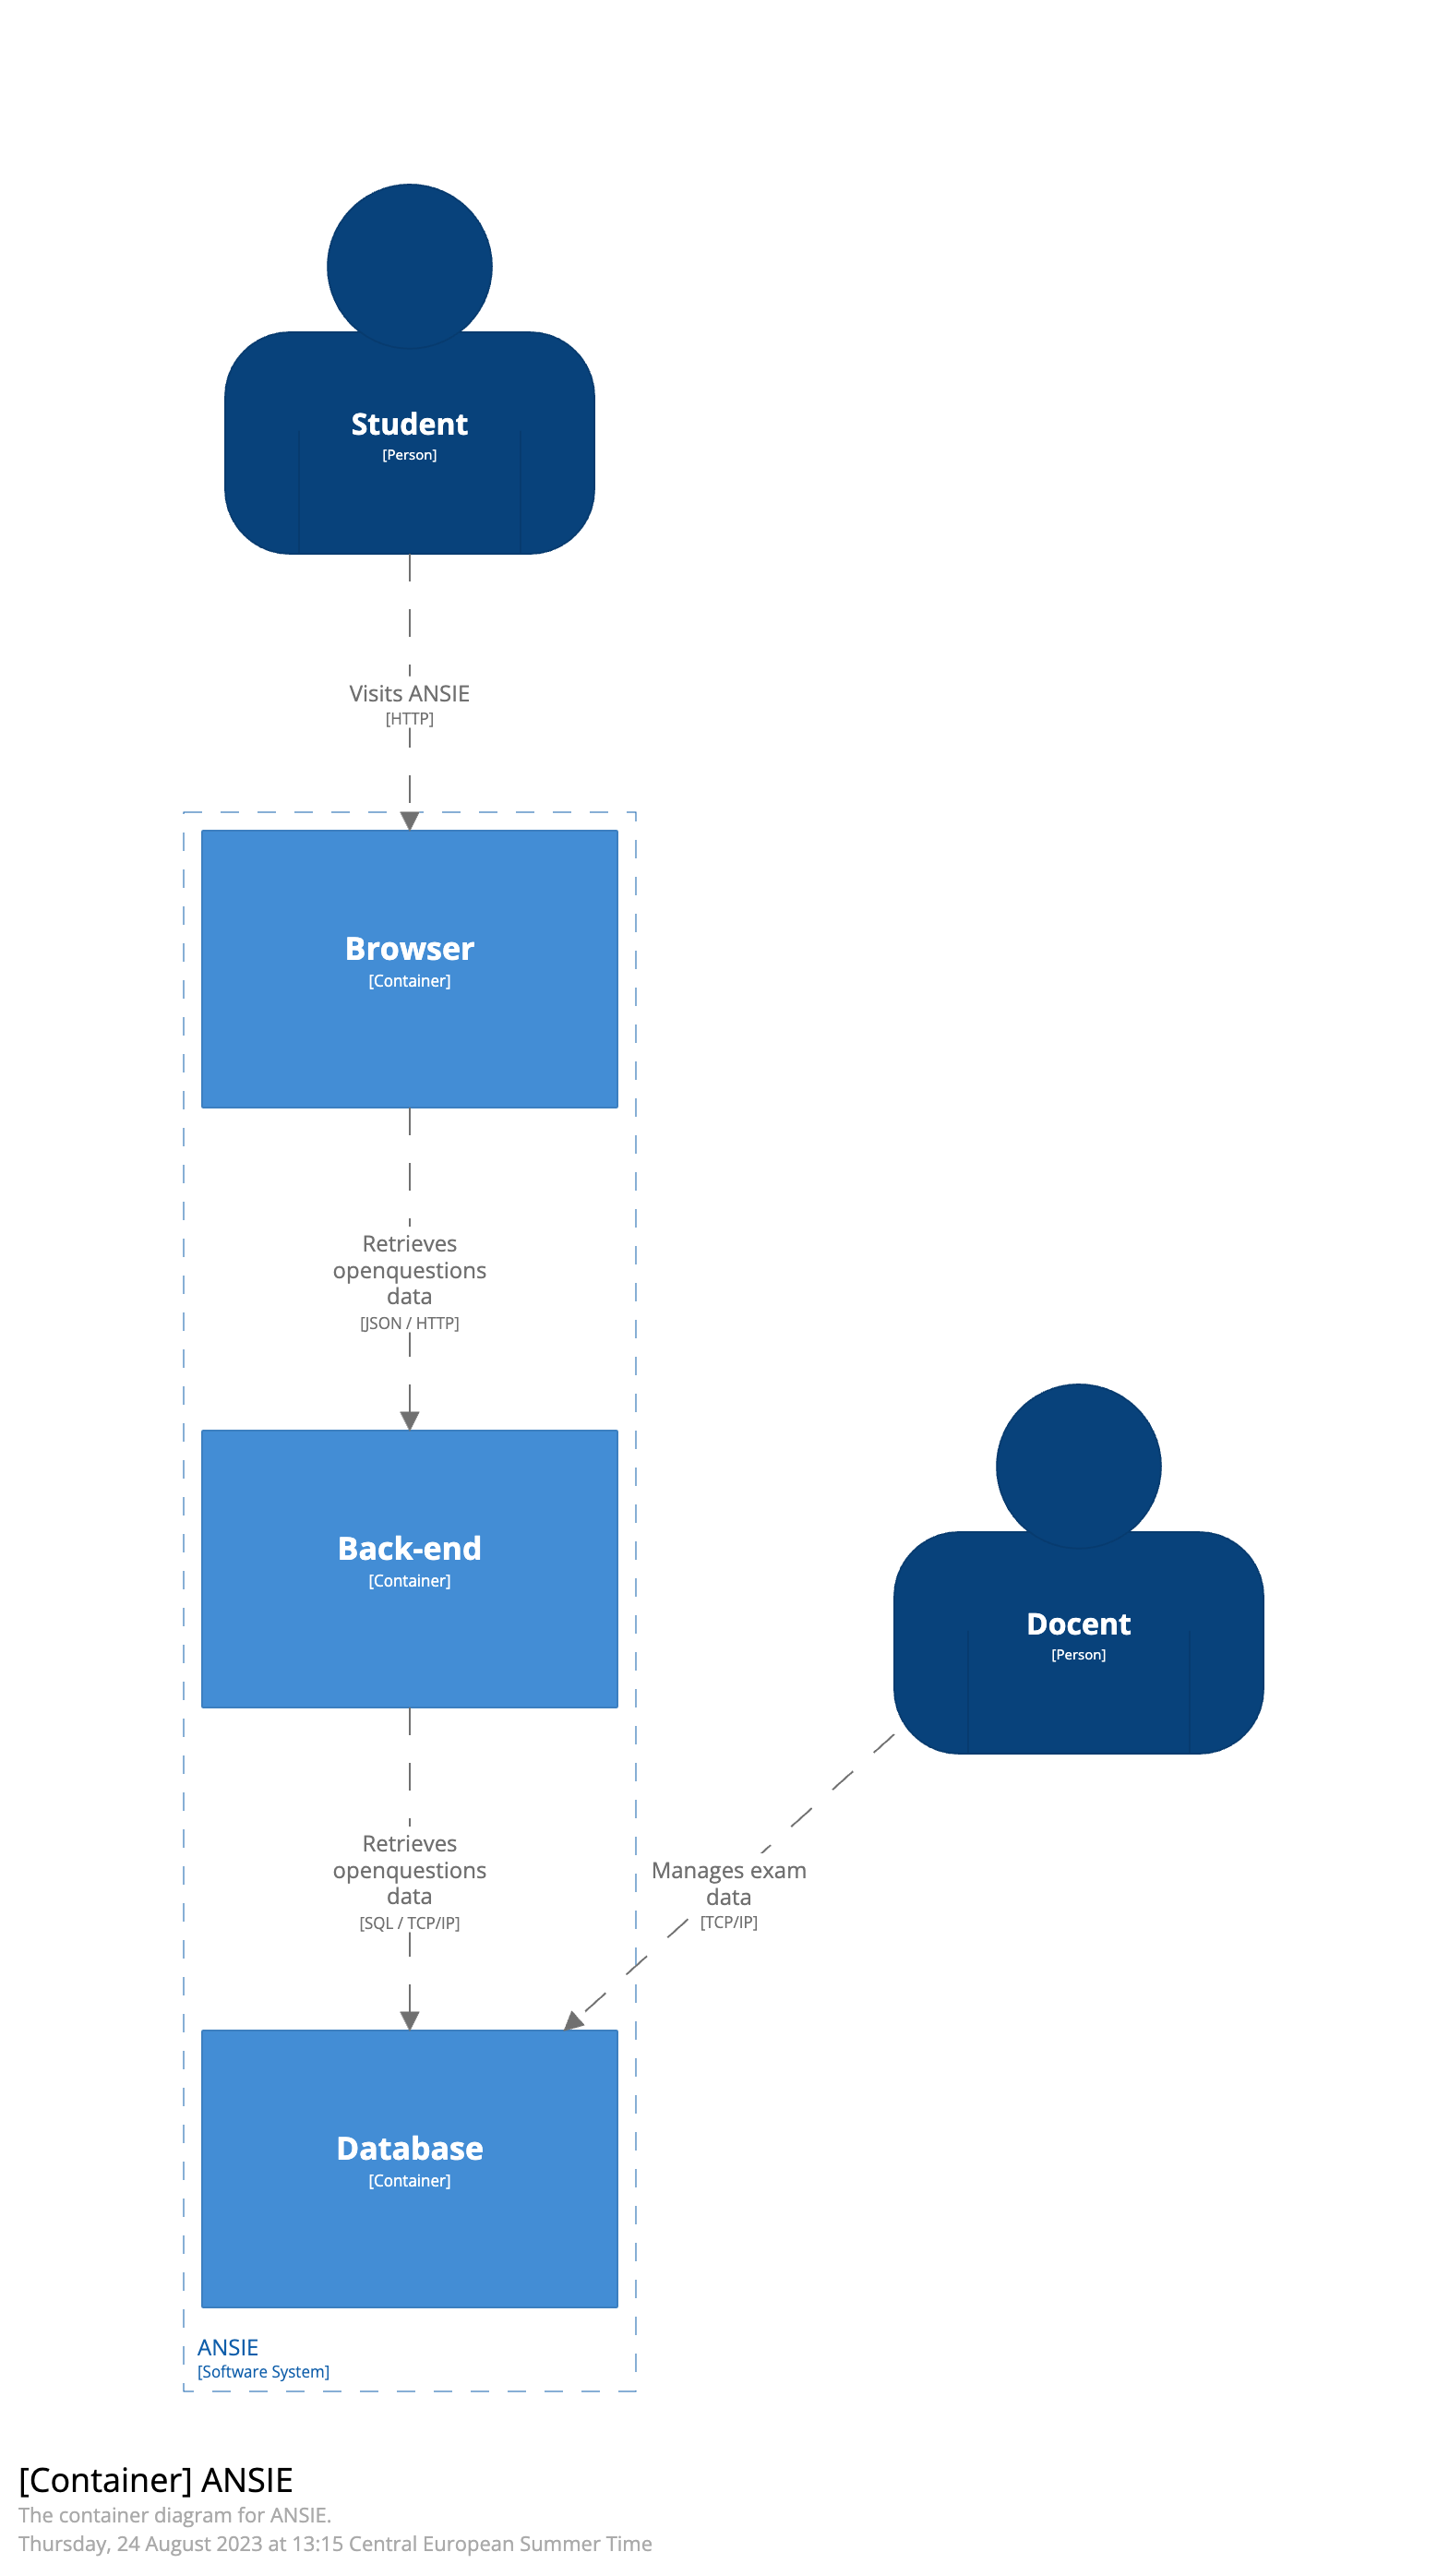 Student
[Person]
Visits ANSIE
[HTTP]
Browser
[Container]
Retrieves
openquestions
data
[JSON / HTTP]
Back-end
[Container]
Docent
[Person]
Retrieves
openquestions
data
[SQL / TCP/IP]
Manages exam
data
[TCP/IP]
Database
[Container]
ANSIE
[Software System]
[Container] ANSIE
The container diagram for ANSIE.
Thursday, 24 August 2023 at 13:15 Central European Summer Time